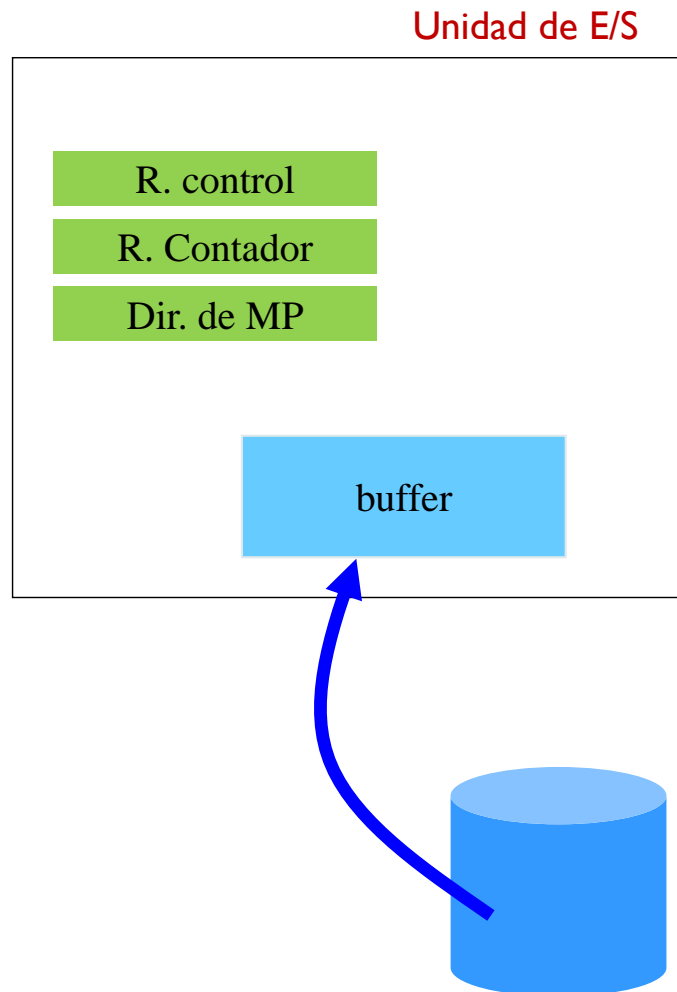 Unidad de E/S
R. control
R. Contador
Dir. de MP
buffer